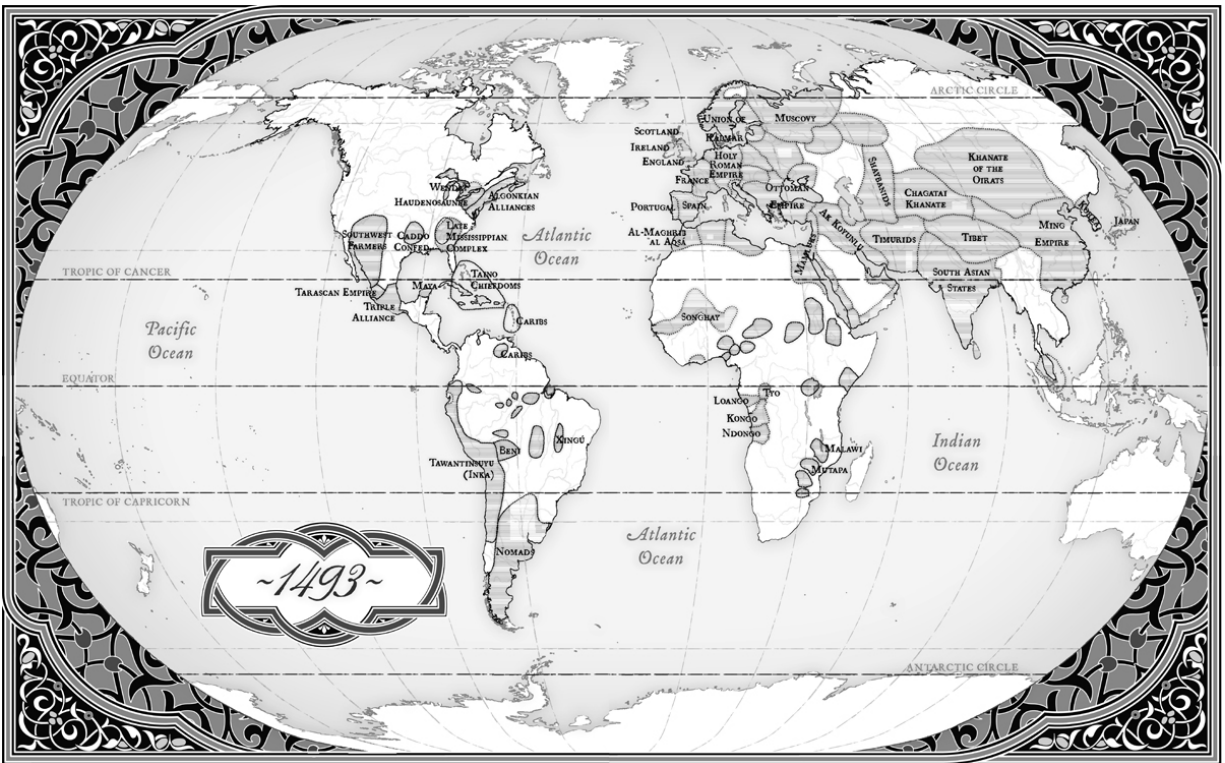 ARCTIC CIRCLE
UNION OF
KALMAR
MUSCOVY
SCOTLAND
IRELAND
ENGLAND
HOLY
ROMAN
EMPIRE
FRANCE
PORTUGAL
SPAIN
OTTOMAN
EMPIRE
AL-MAGHRIB
'AL AQSA
MAMLUKS
AK KOYUNLU
SHAYBANIDS
KHANATE
OF THE
OIRATS
CHAGATAI
KHANATE
TIMURIDS
TIBET
MING
EMPIRE
KOREA
JAPAN
SOUTH ASIAN
STATES
WENDAT
HAUDENOSAUNEE
ALGONKIAN
ALLIANCES
SOUTHWEST
FARMERS
CADDO
CONFED.
LATE
MISSISSIPPIAN
COMPLEX
Atlantic
Ocean
TROPIC OF CANCER
TARASCAN EMPIRE
MAYA
TAINO
CHIEFDOMS
TRIPLE
ALLIANCE
CARIBS
Pacific
Ocean
SONGHAY
CARIBS
EQUATOR
LOANGO
TYO
KONGO
NDONGO
XINGÚ
BENI
TAWANTINSUYU
(INKA)
MALAWI
MUTAPA
Indian
Ocean
TROPIC OF CAPRICORN
Atlantic
Ocean
NOMADS
~1493~
ANTARCTIC CIRCLE